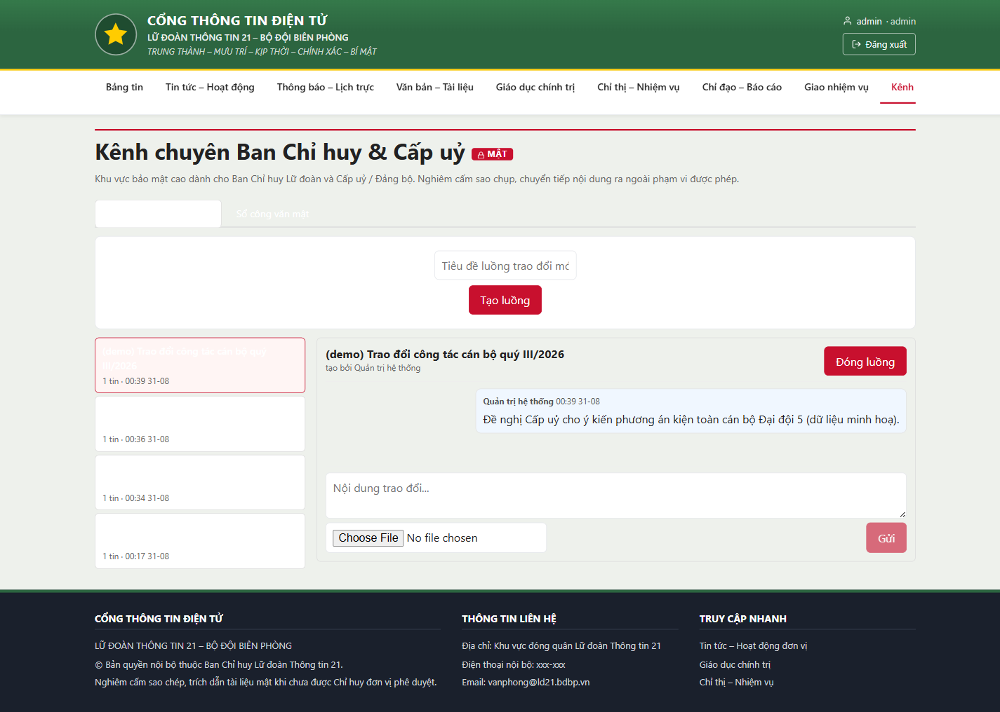 CỔNG THÔNG TIN ĐIỆN TỬ
LỮ ĐOÀN THÔNG TIN 21 – BỘ ĐỘI BIÊN PHÒNG
TRUNG THÀNH – MƯU TRÍ – KỊP THỜI – CHÍNH XÁC – BÍ MẬT
admin · admin
Đăng xuất
Bảng tin
Tin tức – Hoạt động
Thông báo – Lịch trực
Văn bản – Tài liệu
Giáo dục chính trị
Chỉ thị – Nhiệm vụ
Chỉ đạo – Báo cáo
Giao nhiệm vụ
Kênh
Kênh chuyên Ban Chỉ huy & Cấp uỷ
MẬT
Khu vực bảo mật cao dành cho Ban Chỉ huy Lữ đoàn và Cấp uỷ / Đảng bộ. Nghiêm cấm sao chụp, chuyển tiếp nội dung ra ngoài phạm vi được phép.
Sổ công văn mật
Tiêu đề luồng trao đổi mớ
Tạo luồng
(demo) Trao đổi công tác cán bộ quý
III/2026
1 tin · 00:39 31-08
1 tin · 00:36 31-08
1 tin · 00:34 31-08
1 tin · 00:17 31-08
(demo) Trao đổi công tác cán bộ quý III/2026
tạo bởi Quản trị hệ thống
Đóng luồng
Quản trị hệ thống 00:39 31-08
Đề nghị Cấp uỷ cho ý kiến phương án kiện toàn cán bộ Đại đội 5 (dữ liệu minh hoạ).
Nội dung trao đổi...
Choose File No file chosen
Gửi
CỔNG THÔNG TIN ĐIỆN TỬ
LỮ ĐOÀN THÔNG TIN 21 – BỘ ĐỘI BIÊN PHÒNG
© Bản quyền nội bộ thuộc Ban Chỉ huy Lữ đoàn Thông tin 21.
Nghiêm cấm sao chép, trích dẫn tài liệu mật khi chưa được Chỉ huy đơn vị phê duyệt.
THÔNG TIN LIÊN HỆ
Địa chỉ: Khu vực đóng quân Lữ đoàn Thông tin 21
Điện thoại nội bộ: xxx-xxx
Email: vanphong@ld21.bdbp.vn
TRUY CẬP NHANH
Tin tức – Hoạt động đơn vị
Giáo dục chính trị
Chỉ thị – Nhiệm vụ